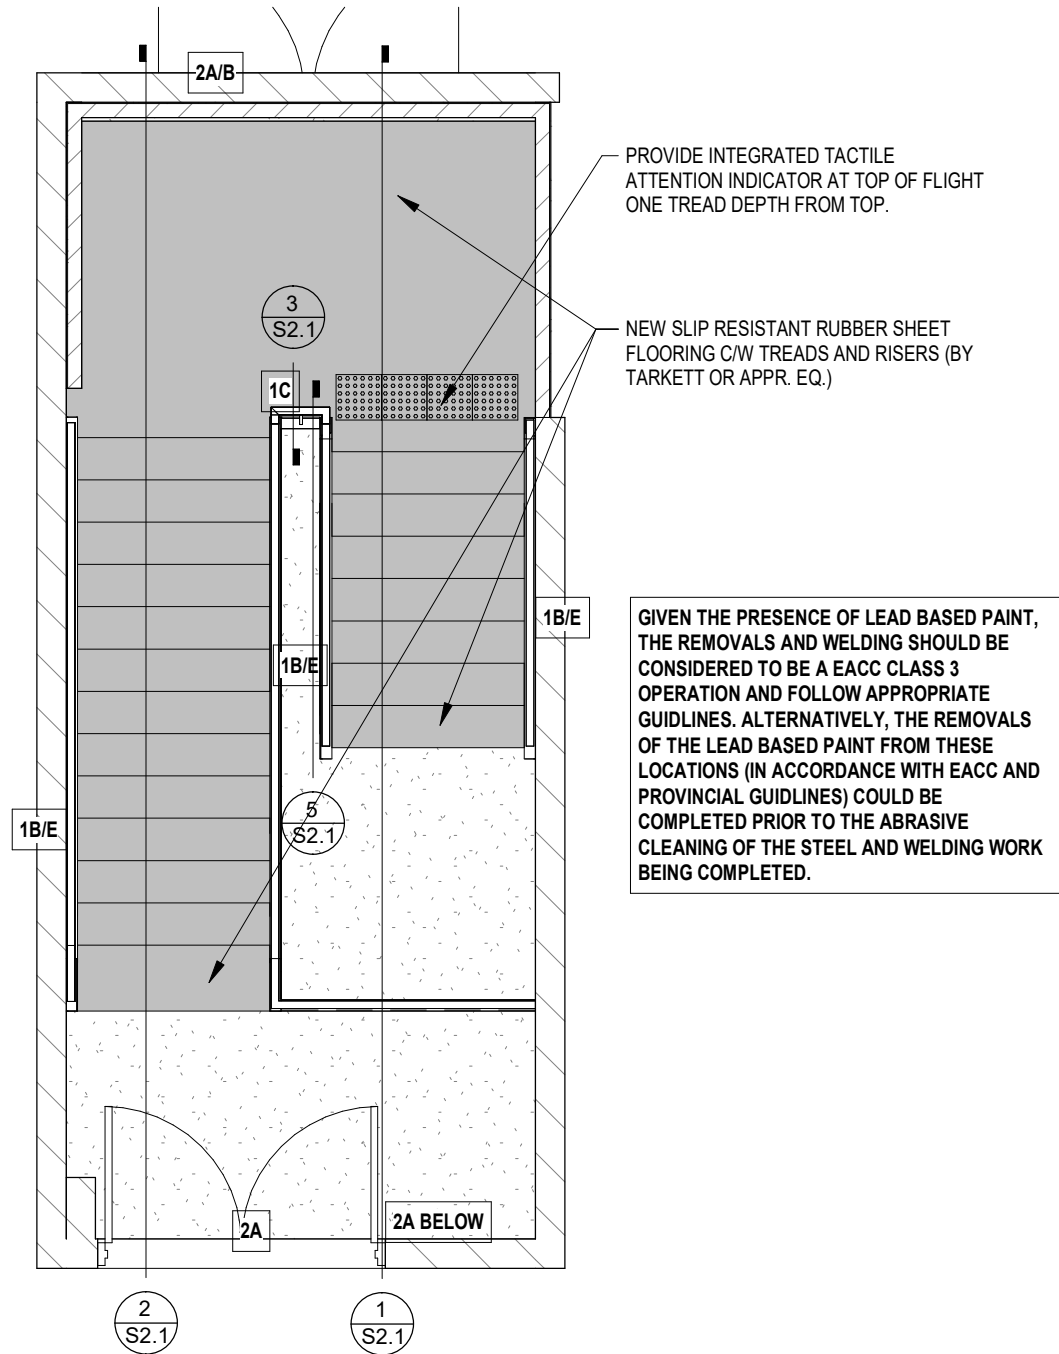 2A/B
PROVIDE INTEGRATED TACTILE
ATTENTION INDICATOR AT TOP OF FLIGHT
ONE TREAD DEPTH FROM TOP.
3
S2.1
NEW SLIP RESISTANT RUBBER SHEET
FLOORING C/W TREADS AND RISERS (BY
TARKETT OR APPR. EQ.)
1C
1B/E
GIVEN THE PRESENCE OF LEAD BASED PAINT,
THE REMOVALS AND WELDING SHOULD BE
CONSIDERED TO BE A EACC CLASS 3
OPERATION AND FOLLOW APPROPRIATE
GUIDLINES. ALTERNATIVELY, THE REMOVALS
OF THE LEAD BASED PAINT FROM THESE
LOCATIONS (IN ACCORDANCE WITH EACC AND
PROVINCIAL GUIDLINES) COULD BE
COMPLETED PRIOR TO THE ABRASIVE
CLEANING OF THE STEEL AND WELDING WORK
BEING COMPLETED.
1B/E
5
S2.1
1B/E
2A
2A BELOW
2
S2.1
1
S2.1